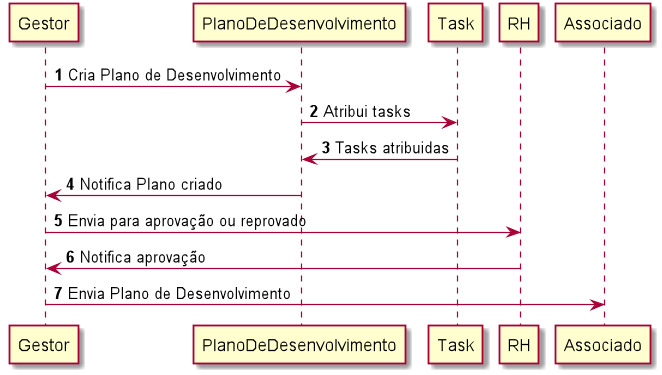 Gestor PlanoDeDesenvolvimento Task RH Associado
1 Cria Plano de Desenvolvimento
2 Atribui tasks
3 Tasks atribuidas
4 Notifica Plano criado
5 Envia para aprovação ou reprovado
6 Notifica aprovação
7 Envia Plano de Desenvolvimento
Gestor PlanoDeDesenvolvimento Task RH Associado